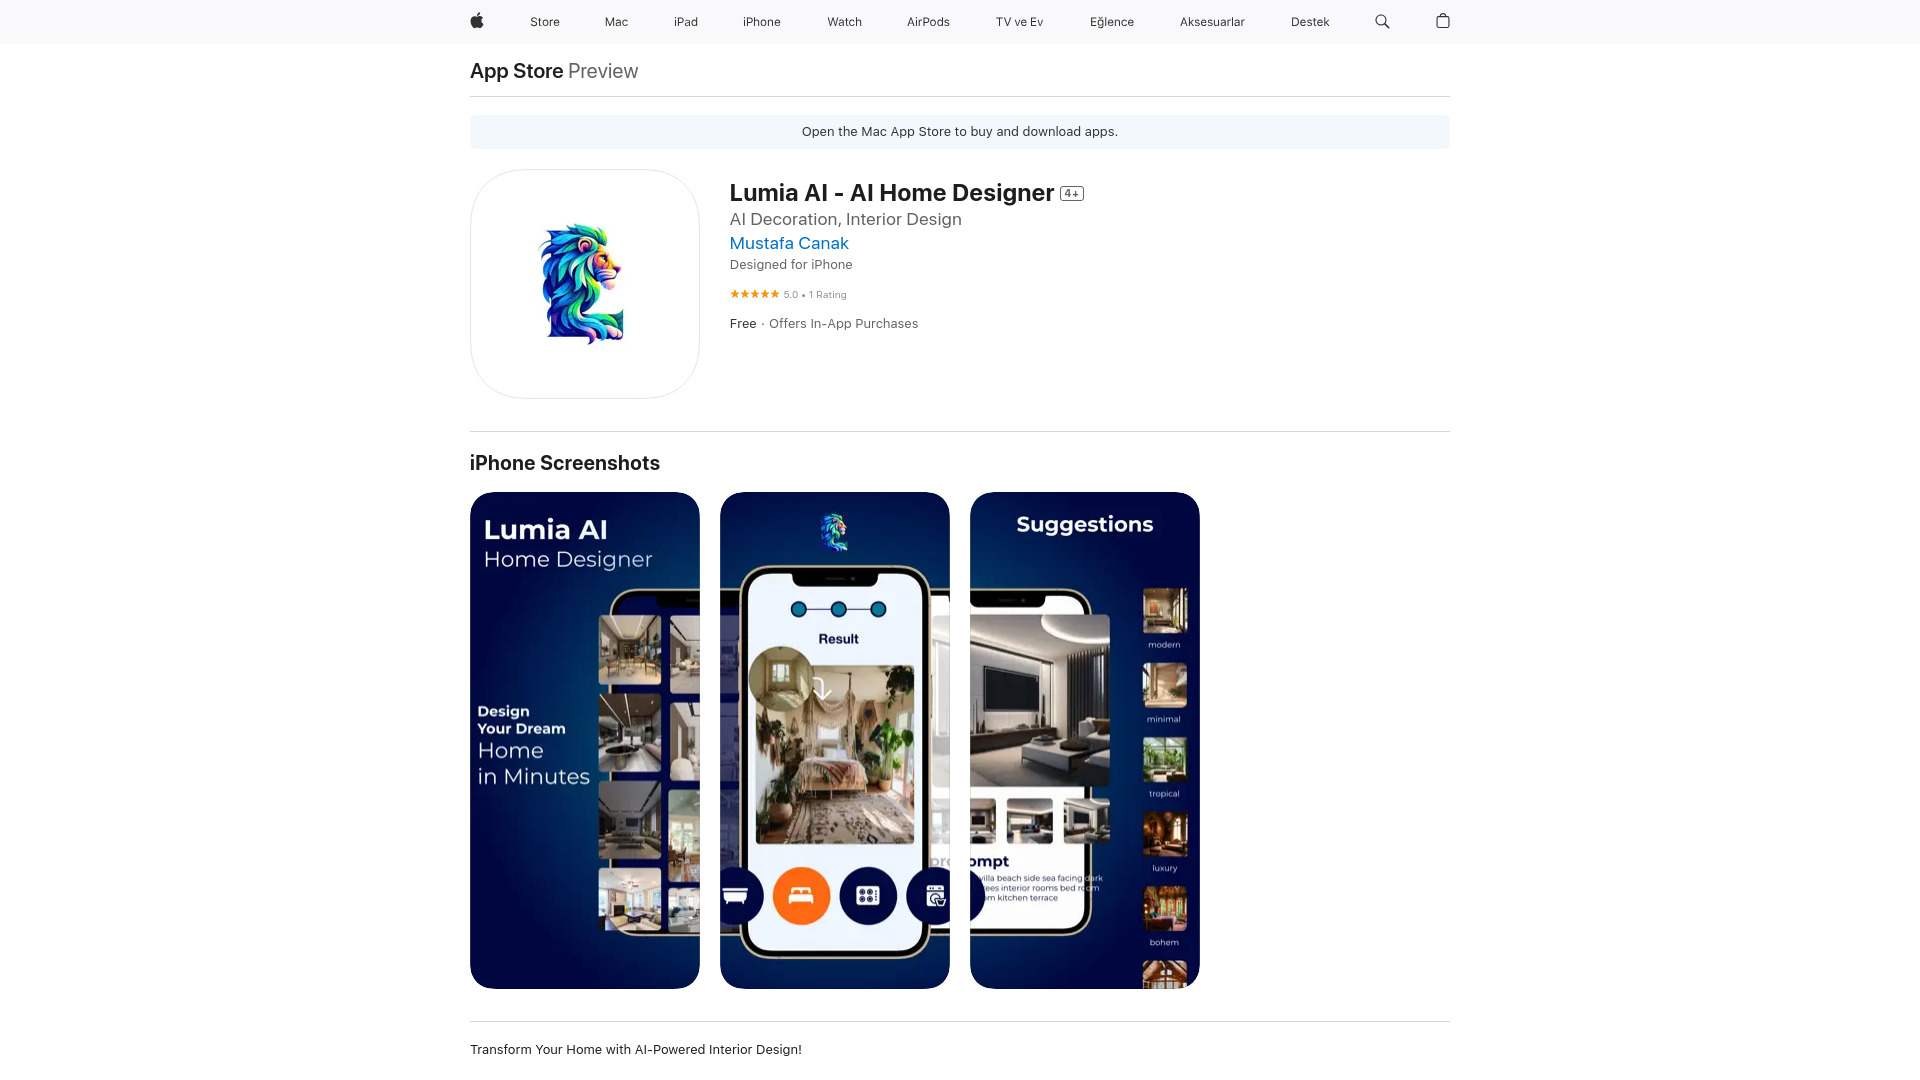 Store Mac iPad iPhone Watch AirPods TV ve Ev Eğlence Aksesuarlar Destek
App Store Preview
Open the Mac App Store to buy and download apps.
Lumia AI - AI Home Designer 4+
AI Decoration, Interior Design
Mustafa Canak
Designed for iPhone
5.0 • 1 Rating
Free · Offers In-App Purchases
iPhone Screenshots
Lumia AI
Home Designer
Design
Your Dream
Home
in Minutes
Result
Suggestions
modern
minimal
tropical
luxury
bohem
villa beach side sea facing dark
interior rooms bed room
kitchen terrace
Transform Your Home with AI-Powered Interior Design!